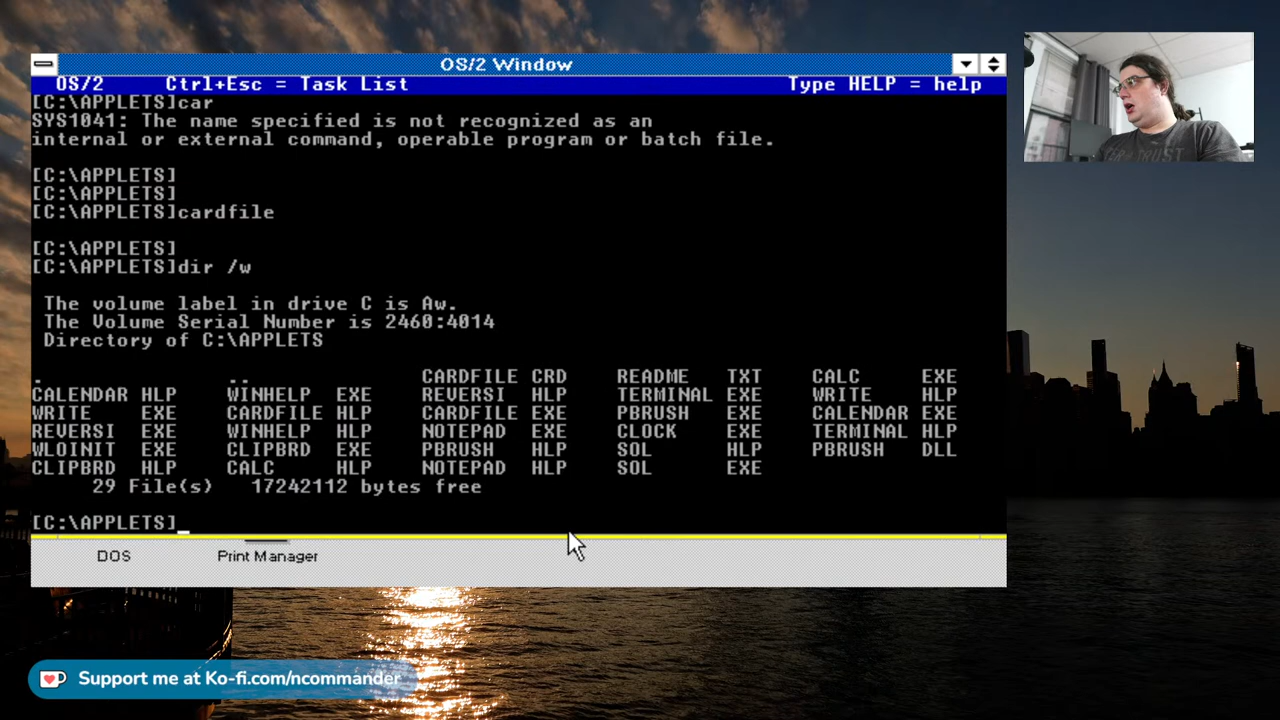 OS/2 Window
OS/2 Ctrl+Esc = Task List Type HELP = help
[C:\APPLETS]car
SYS1041: The name specified is not recognized as an
internal or external command, operable program or batch file.
[C:\APPLETS]
[C:\APPLETS]
[C:\APPLETS]cardfile
[C:\APPLETS]
[C:\APPLETS]dir /w
The volume label in drive C is Aw.
The Volume Serial Number is 2460:4014
Directory of C:\APPLETS
. .. CARDFILE CRD README TXT CALC EXE
CALENDAR HLP WINHELP EXE REVERSI HLP TERMINAL EXE WRITE HLP
WRITE EXE CARDFILE HLP CARDFILE EXE PBRUSH EXE CALENDAR EXE
REVERSI EXE WINHELP HLP NOTEPAD EXE CLOCK EXE TERMINAL HLP
WLOINIT EXE CLIPBRD EXE PBRUSH HLP SOL HLP PBRUSH DLL
CLIPBRD HLP CALC HLP NOTEPAD HLP SOL EXE
29 File(s) 17242112 bytes free
[C:\APPLETS]
DOS Print Manager
Support me at Ko-fi.com/ncommander